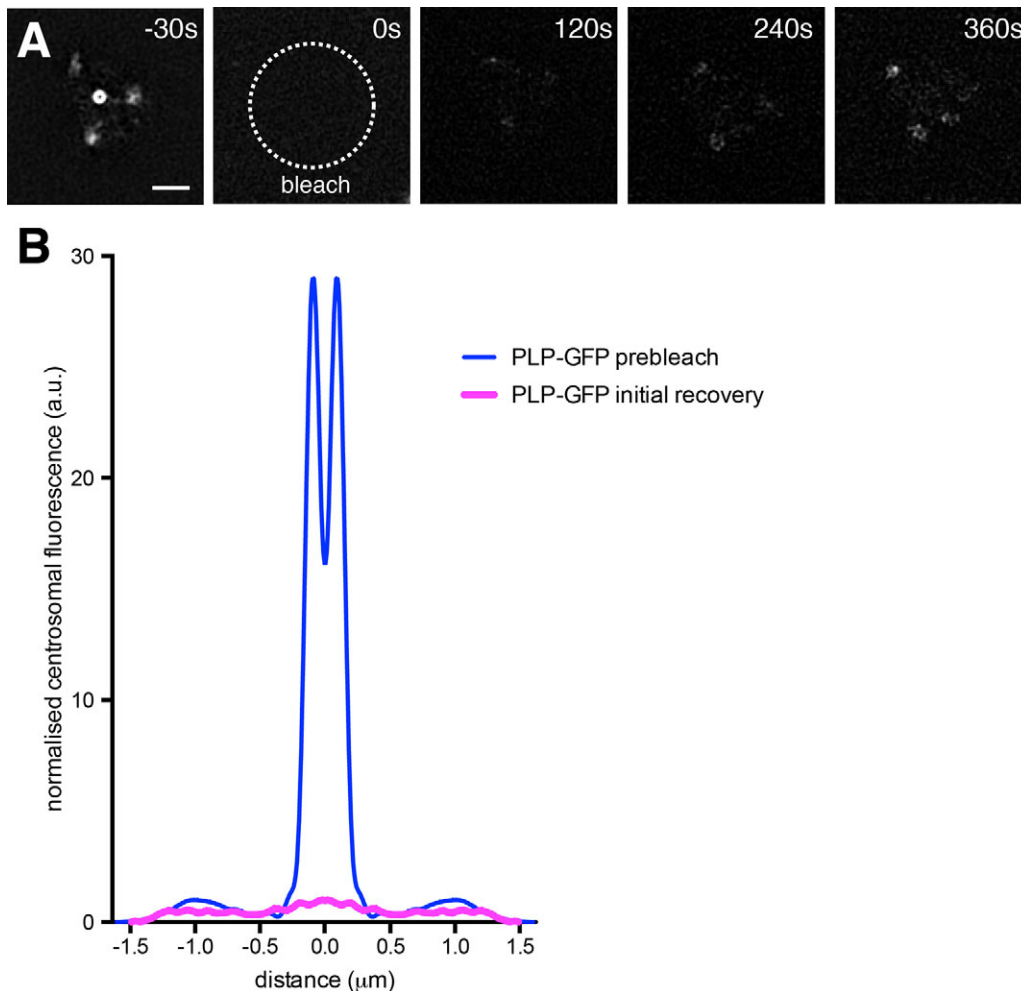 A
-30s
0s
120s
240s
360s
bleach
B
30
20
10
0
normalised centrosomal fluorescence (a.u.)
PLP-GFP prebleach
PLP-GFP initial recovery
-1.5 -1.0 -0.5 0.0 0.5 1.0 1.5
distance (μm)